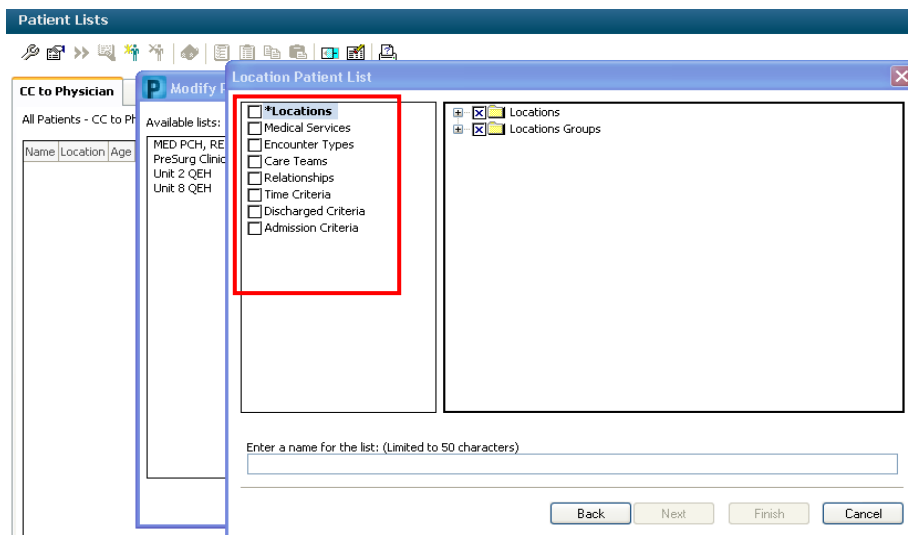 Patient Lists
CC to Physician
All Patients - CC to Ph
Name Location Age
Modify P
Available lists:
MED PCH, RE
PreSurg Clinic
Unit 2 QEH
Unit 8 QEH
Location Patient List
*Locations
Medical Services
Encounter Types
Care Teams
Relationships
Time Criteria
Discharged Criteria
Admission Criteria
Locations
Locations Groups
Enter a name for the list: (Limited to 50 characters)
Back Next Finish Cancel